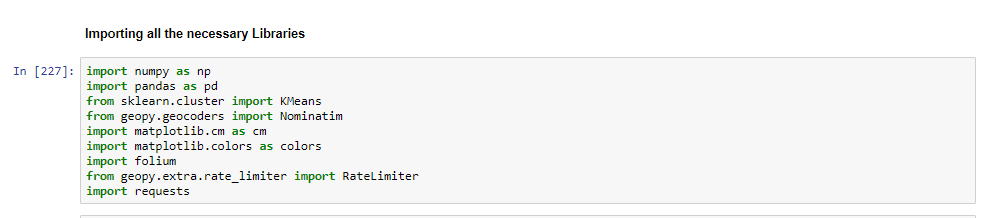 Importing all the necessary Libraries
In [227]:
import numpy as np
import pandas as pd
from sklearn.cluster import KMeans
from geopy.geocoders import Nominatim
import matplotlib.cm as cm
import matplotlib.colors as colors
import folium
from geopy.extra.rate_limiter import RateLimiter
import requests